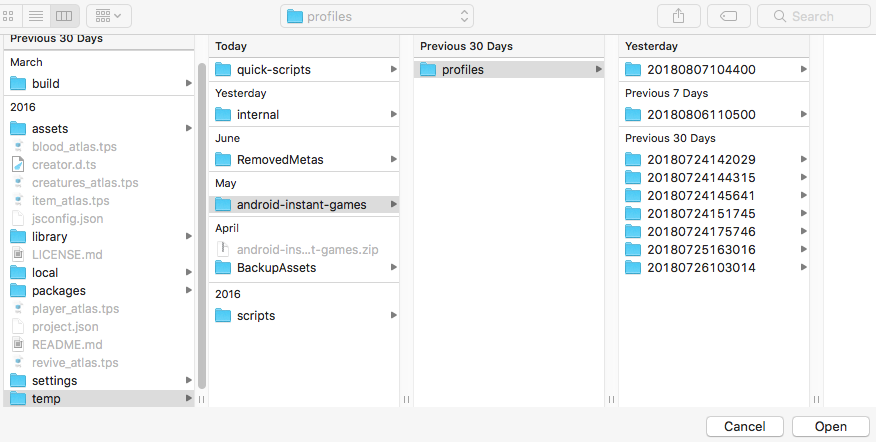 profiles
Search
Previous 30 Days
March
build
2016
assets
blood_atlas.tps
creator.d.ts
creatures_atlas.tps
item_atlas.tps
jsconfig.json
library
LICENSE.md
local
packages
player_atlas.tps
project.json
README.md
revive_atlas.tps
settings
temp
Today
quick-scripts
Yesterday
internal
June
RemovedMetas
May
android-instant-games
April
android-ins...t-games.zip
BackupAssets
2016
scripts
Previous 30 Days
profiles
Yesterday
20180807104400
Previous 7 Days
20180806110500
Previous 30 Days
20180724142029
20180724144315
20180724145641
20180724151745
20180724175746
20180725163016
20180726103014
Cancel
Open